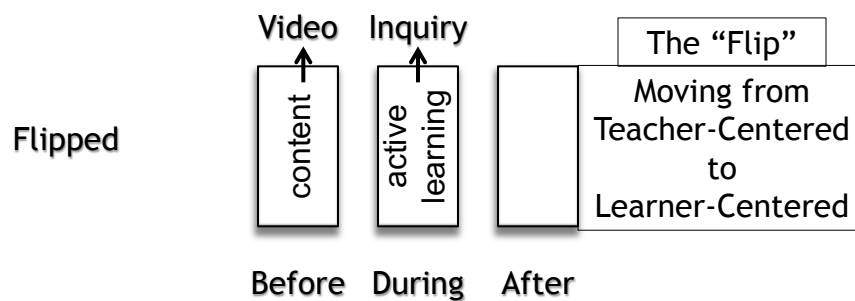 Video Inquiry
The “Flip”
Flipped
content
active
learning
Moving from
Teacher-Centered
to
Learner-Centered
Before During After